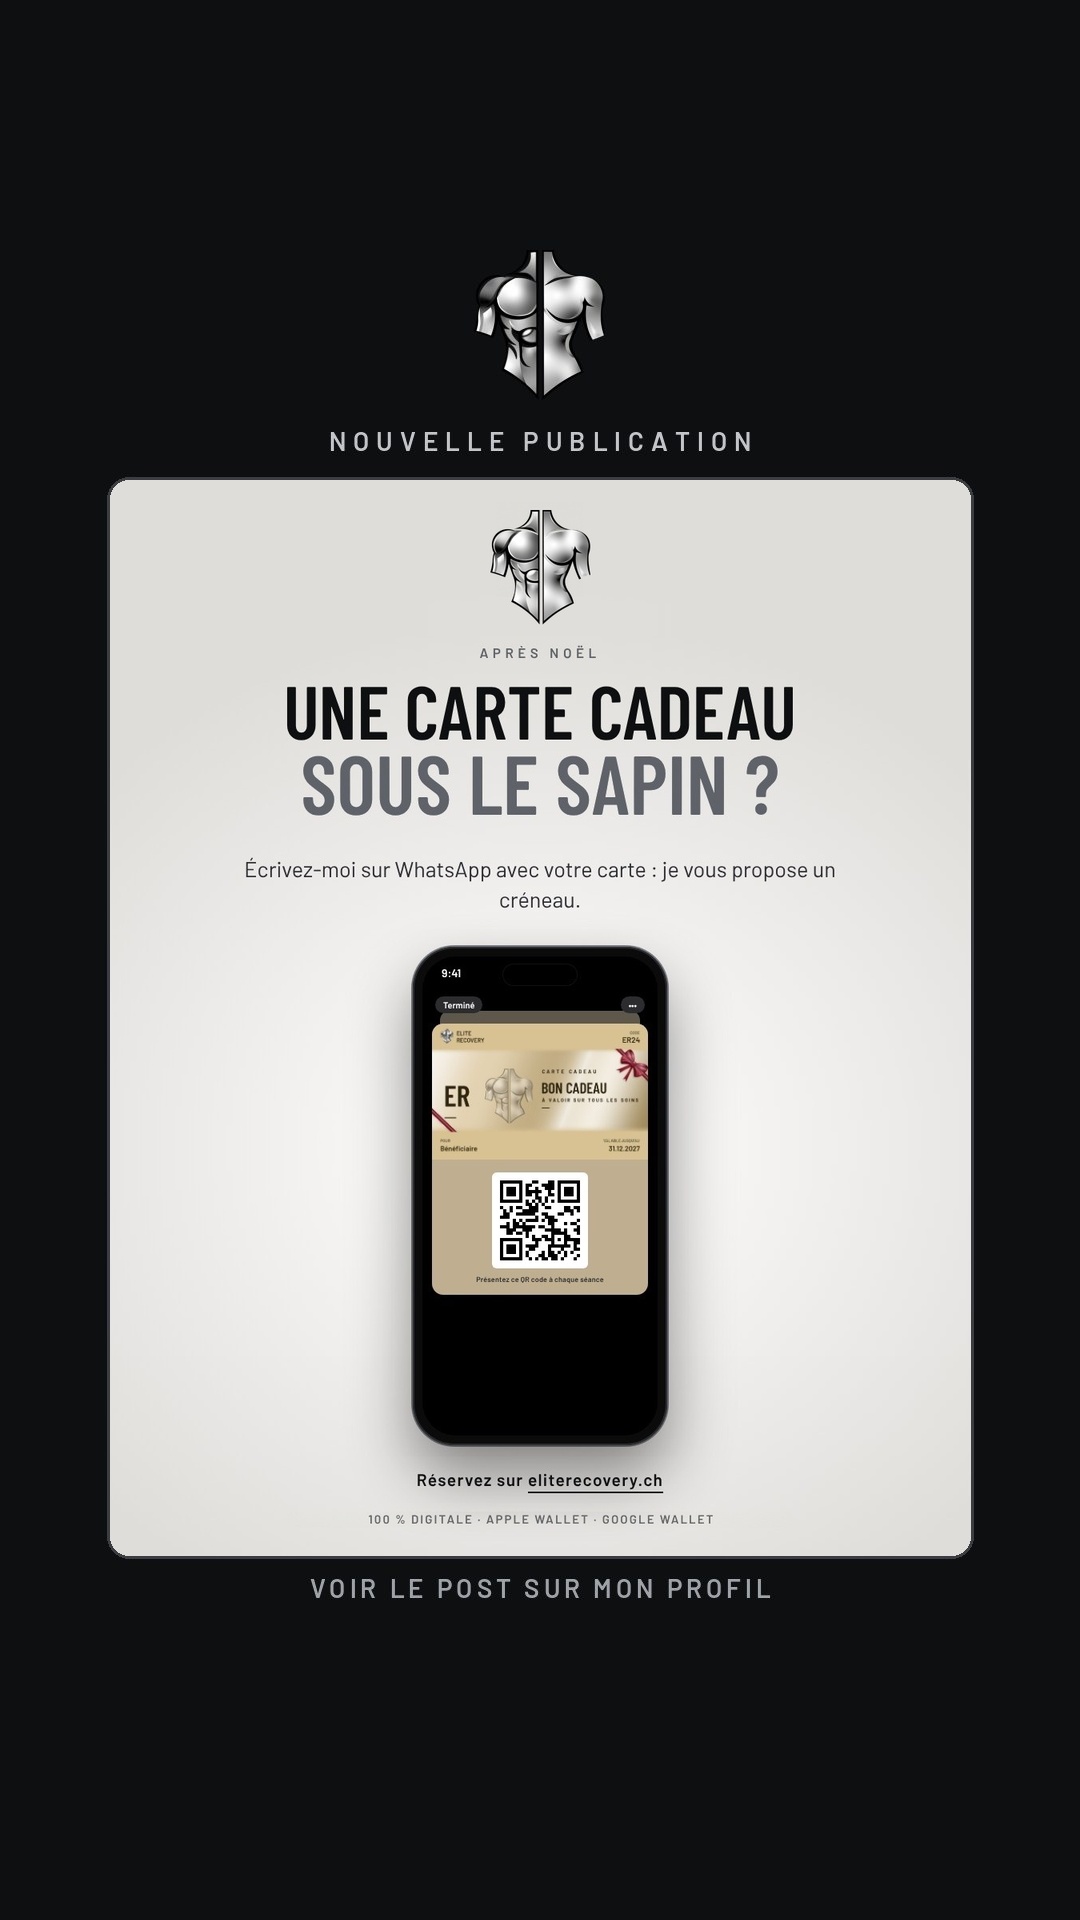 NOUVELLE PUBLICATION
APRÈS NOËL
UNE CARTE CADEAU
SOUS LE SAPIN ?
Écrivez-moi sur WhatsApp avec votre carte : je vous propose un
créneau.
9:41
Terminé
ELITE
RECOVERY
ER24
CARTE CADEAU
ER
BON CADEAU
À VALOIR SUR TOUS LES SOINS
Bénéficiaire
31.12.2027
Présentez ce QR code à chaque séance
Réservez sur eliterecovery.ch
100 % DIGITALE · APPLE WALLET · GOOGLE WALLET
VOIR LE POST SUR MON PROFIL